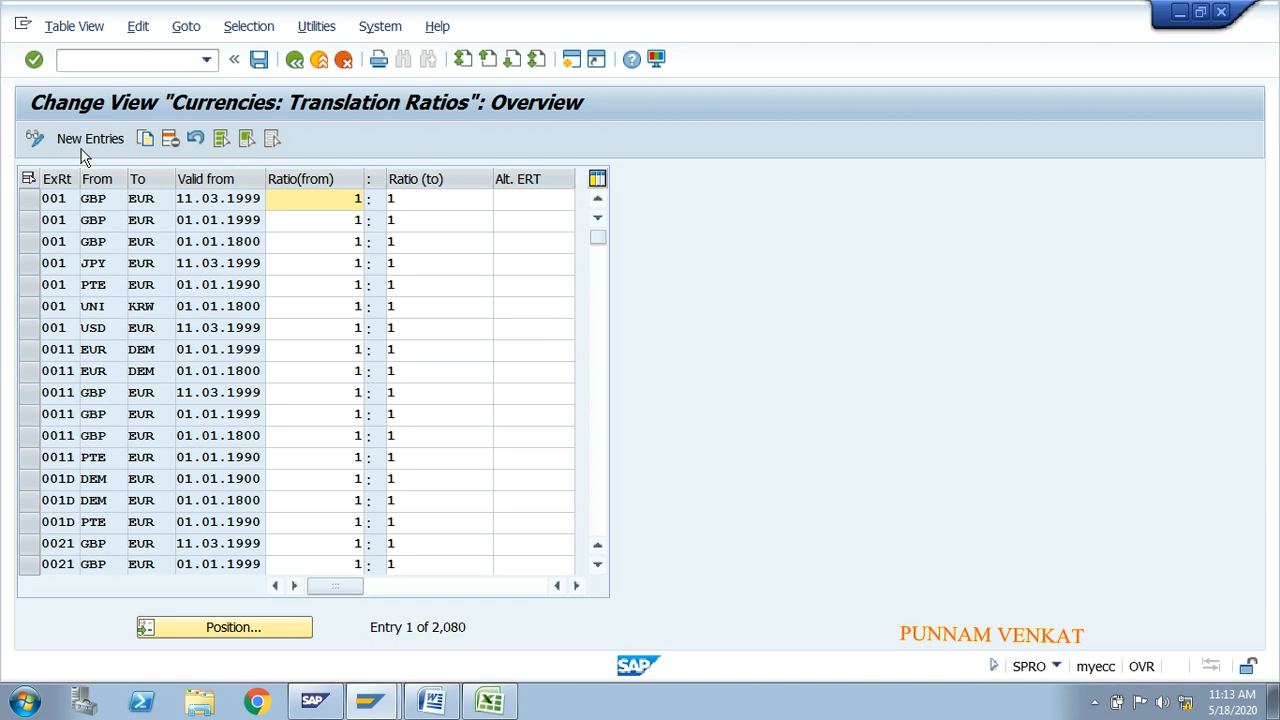 Table View Edit Goto Selection Utilities System Help
Change View "Currencies: Translation Ratios": Overview
New Entries
ExRt From To Valid from Ratio(from) : Ratio (to) Alt. ERT
001 GBP EUR 11.03.1999 1 : 1
001 GBP EUR 01.01.1999 1 : 1
001 GBP EUR 01.01.1800 1 : 1
001 JPY EUR 11.03.1999 1 : 1
001 PTE EUR 01.01.1990 1 : 1
001 UNI KRW 01.01.1800 1 : 1
001 USD EUR 11.03.1999 1 : 1
0011 EUR DEM 01.01.1999 1 : 1
0011 EUR DEM 01.01.1800 1 : 1
0011 GBP EUR 11.03.1999 1 : 1
0011 GBP EUR 01.01.1999 1 : 1
0011 GBP EUR 01.01.1800 1 : 1
0011 PTE EUR 01.01.1990 1 : 1
001D DEM EUR 01.01.1900 1 : 1
001D DEM EUR 01.01.1800 1 : 1
001D PTE EUR 01.01.1990 1 : 1
0021 GBP EUR 11.03.1999 1 : 1
0021 GBP EUR 01.01.1999 1 : 1
Position... Entry 1 of 2,080
PUNNAM VENKAT
SAP SPRO myecc OVR
SAP
11:13 AM
5/18/2020